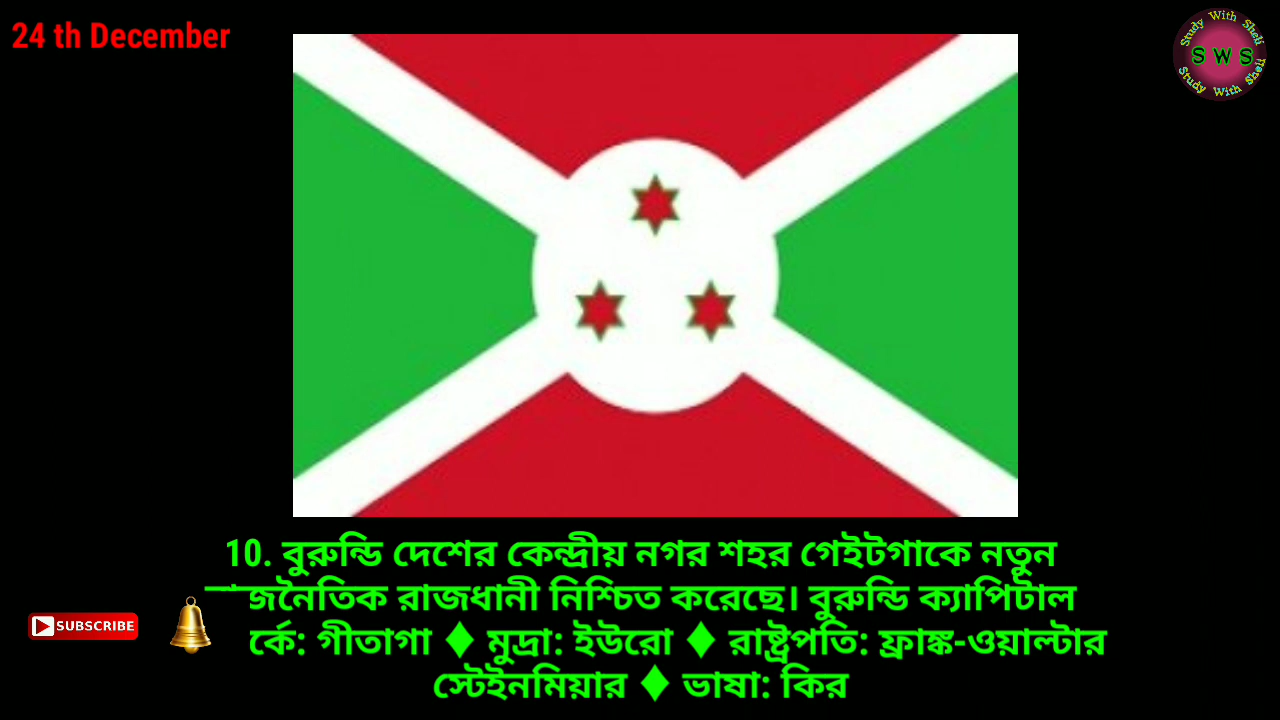 24 th December
Study With Sheli
S W S
Study With Sheli
10. বুরুন্ডি দেশের কেন্দ্রীয় নগর শহর গেইটগাকে নতুন
রাজনৈতিক রাজধানী নিশ্চিত করেছে। বুরুন্ডি ক্যাপিটাল
র্কে: গীতাগা ♦ মুদ্রা: ইউরো ♦ রাষ্ট্রপতি: ফ্রাঙ্ক-ওয়াল্টার
SUBSCRIBE
স্টেইনমিয়ার ♦ ভাষা: কির